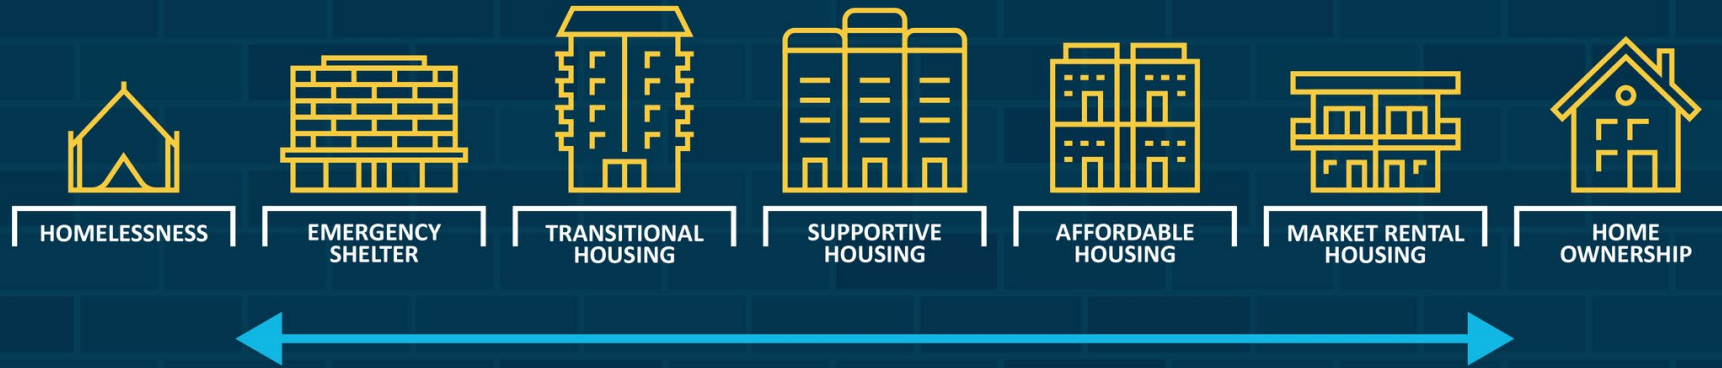 HOMELESSNESS
EMERGENCY
SHELTER
TRANSITIONAL
HOUSING
SUPPORTIVE
HOUSING
AFFORDABLE
HOUSING
MARKET RENTAL
HOUSING
HOME
OWNERSHIP